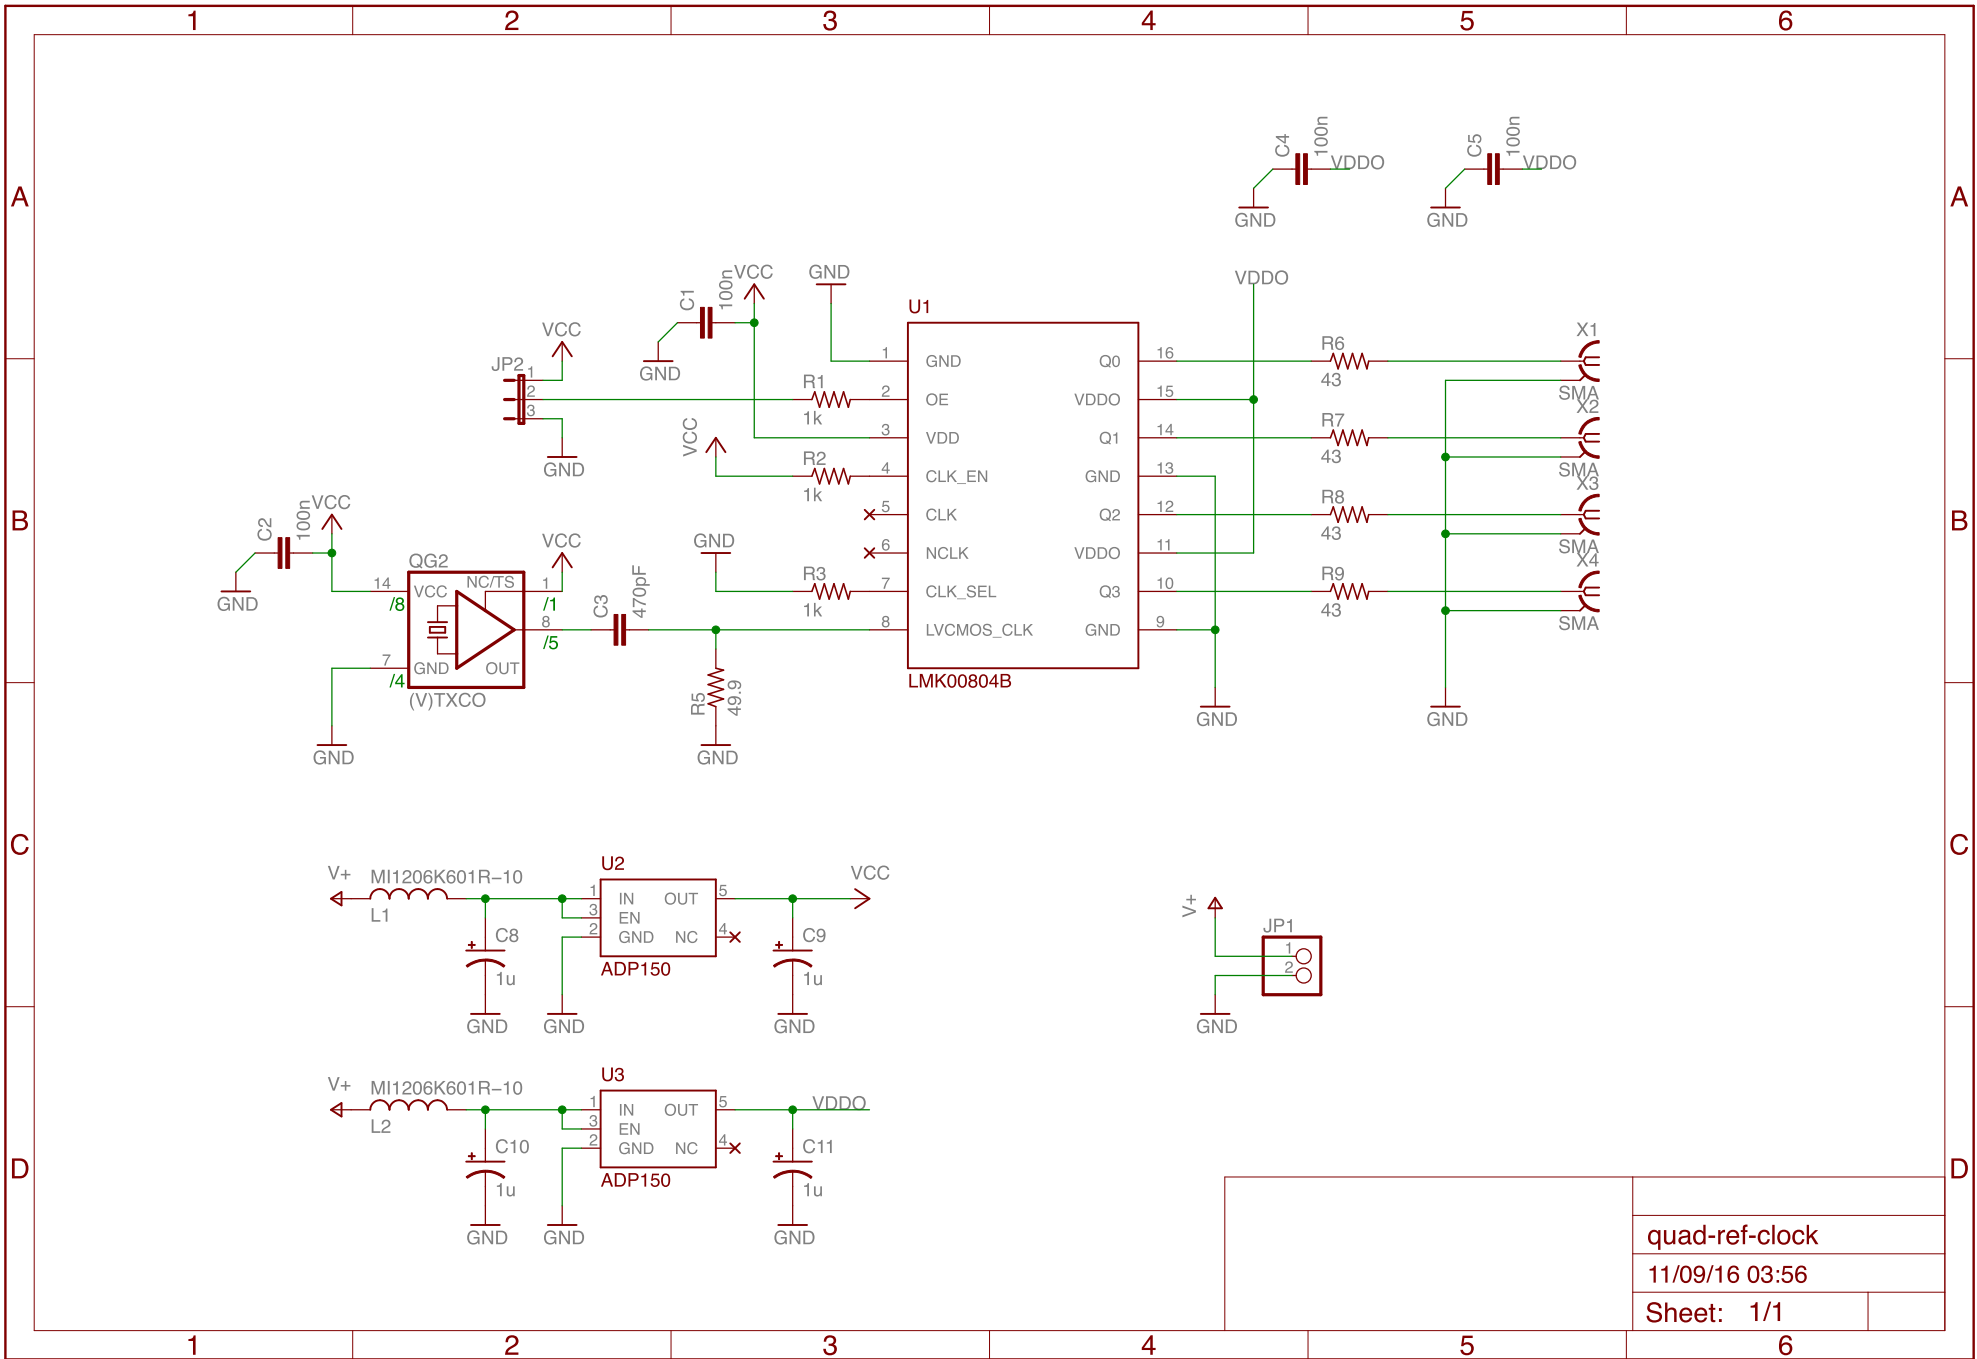 1 2 3 4 5 6
A A
C4 100n VDDO GND
C5 100n VDDO GND
C1 100n VCC GND
GND
VDDO
VCC
JP2 1 2 3
GND
U1
1 GND
2 OE
3 VDD
4 CLK_EN
5 CLK
6 NCLK
7 CLK_SEL
8 LVCMOS_CLK
Q0 16
VDDO 15
Q1 14
GND 13
Q2 12
VDDO 11
Q3 10
GND 9
LMK00804B
R1 1k
VCC R2 1k
GND R3 1k
R6 43
R7 43
R8 43
R9 43
X1 SMA
X2 SMA
X3 SMA
X4 SMA
GND
GND
B B
C2 100n VCC GND
QG2
14 /8 VCC
NC/TS 1 /1 VCC
8 /5
7 /4 GND OUT
(V)TXCO
GND
C3 470pF
R5 49.9
GND
C C
V+ MI1206K601R-10
L1
U2
1 IN OUT 5
3 EN
2 GND NC 4
ADP150
VCC
C8 1u
C9 1u
GND GND GND
V+
JP1
1
2
GND
V+ MI1206K601R-10
L2
U3
1 IN OUT 5
3 EN
2 GND NC 4
ADP150
VDDO
C10 1u
C11 1u
GND GND GND
D D
quad-ref-clock
11/09/16 03:56
Sheet: 1/1
1 2 3 4 5 6